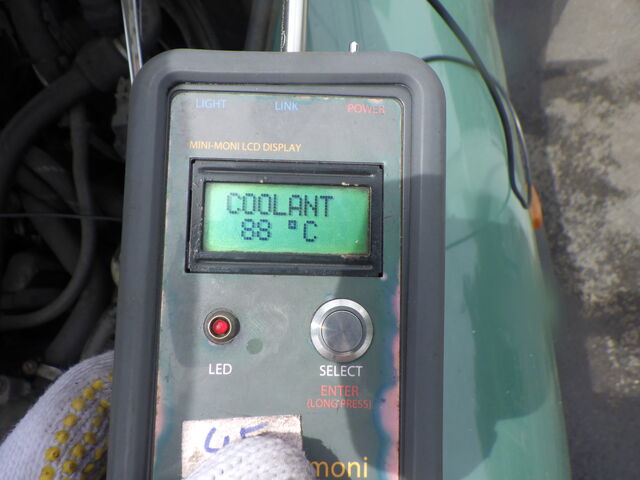 LIGHT LINK POWER
MINI-MONI LCD DISPLAY
COOLANT
88 °C
LED SELECT
ENTER
(LONG PRESS)
moni